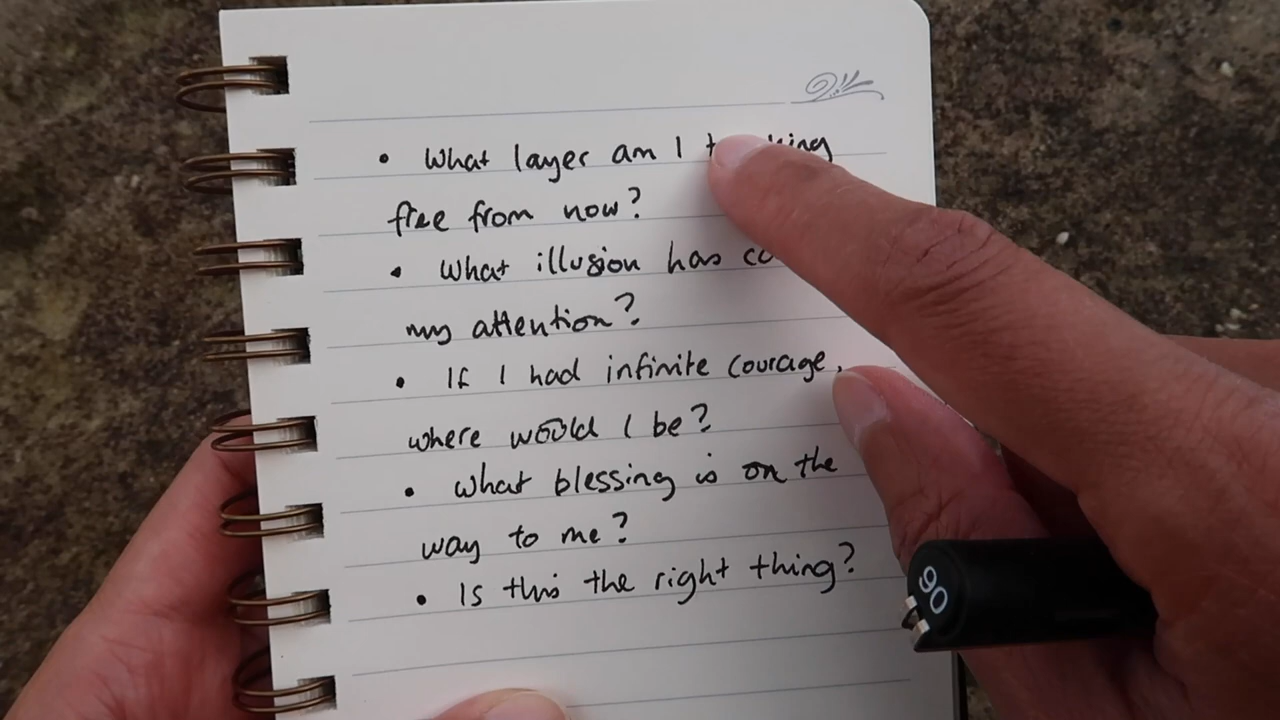 • What layer am I
free from now?
• What illusion has
my attention?
• If I had infinite courage,
where would I be?
• What blessing is on the
way to me?
• Is this the right thing?
90